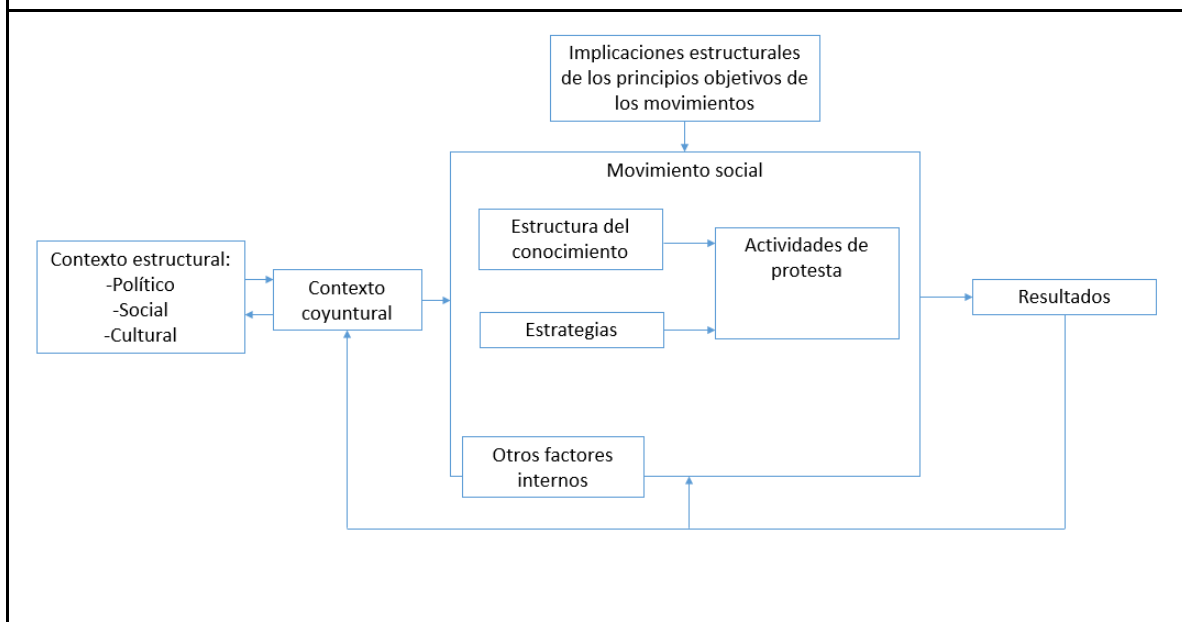 Implicaciones estructurales
de los principios objetivos de
los movimientos
Movimiento social
Estructura del
conocimiento
Actividades de
protesta
Contexto estructural:
-Político
-Social
-Cultural
Contexto
coyuntural
Estrategias
Resultados
Otros factores
internos